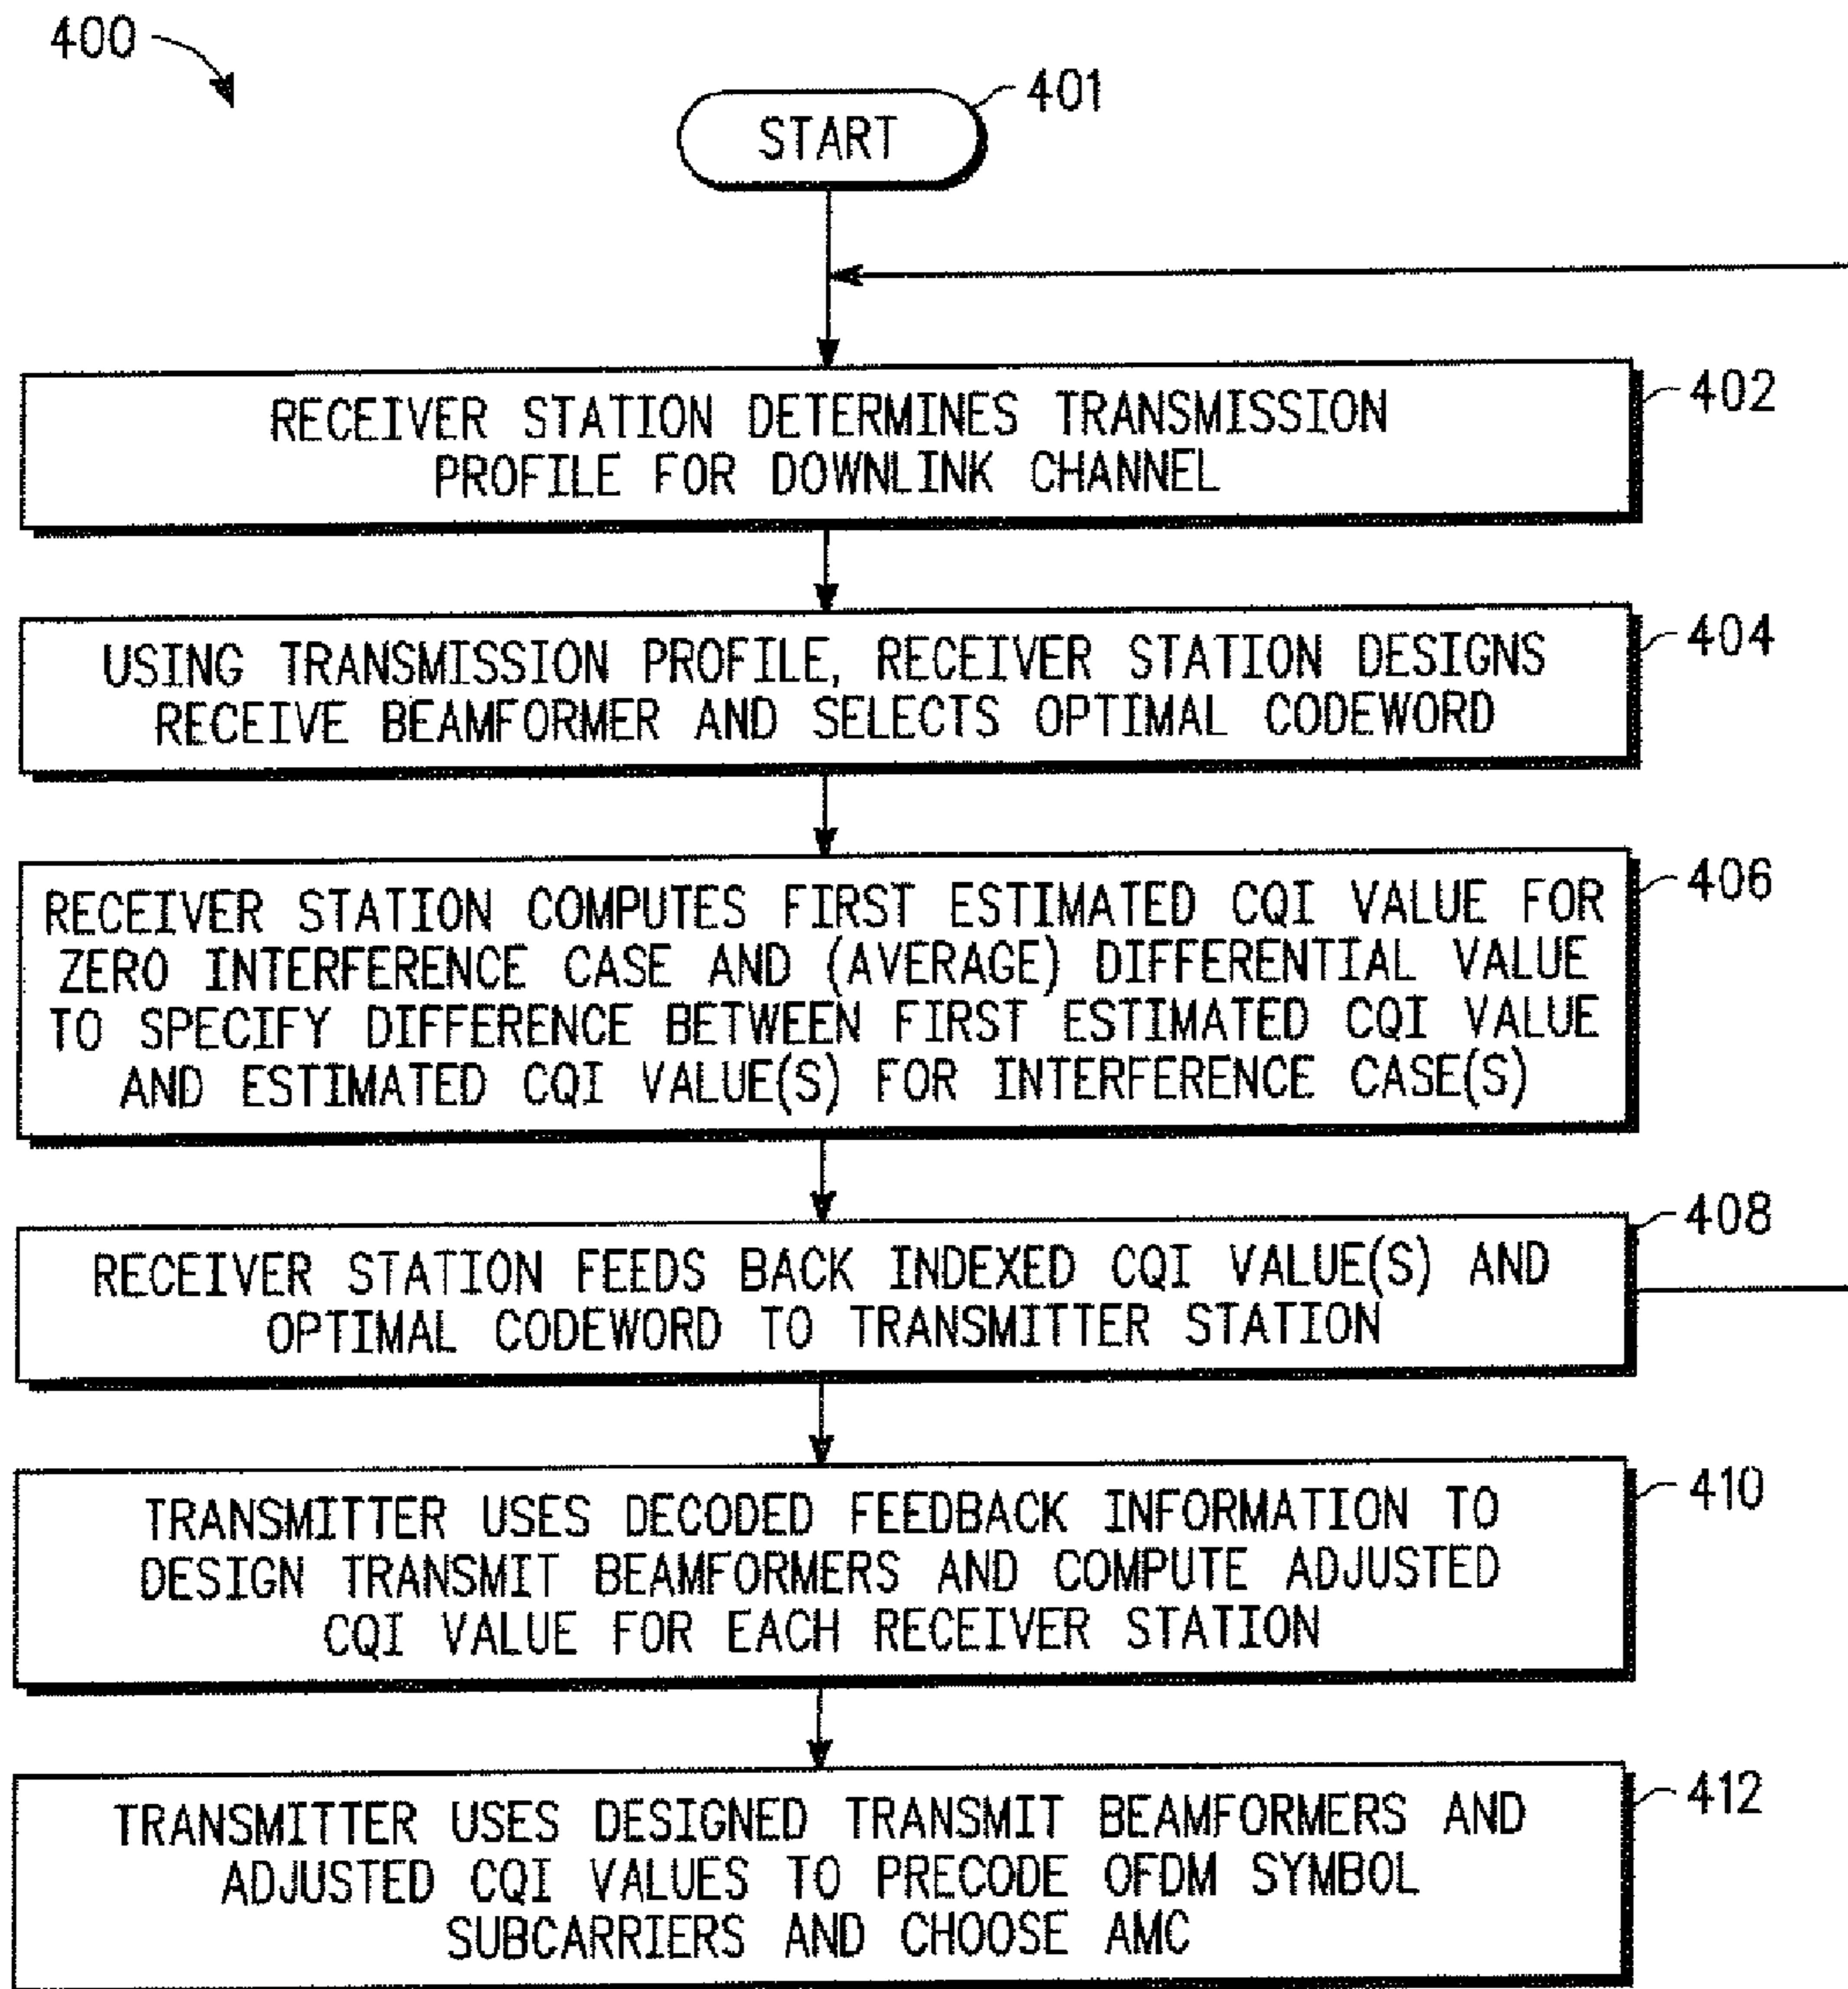 400
401
START
402
RECEIVER STATION DETERMINES TRANSMISSION
PROFILE FOR DOWNLINK CHANNEL
404
USING TRANSMISSION PROFILE, RECEIVER STATION DESIGNS
RECEIVE BEAMFORMER AND SELECTS OPTIMAL CODEWORD
406
RECEIVER STATION COMPUTES FIRST ESTIMATED CQI VALUE FOR
ZERO INTERFERENCE CASE AND (AVERAGE) DIFFERENTIAL VALUE
TO SPECIFY DIFFERENCE BETWEEN FIRST ESTIMATED CQI VALUE
AND ESTIMATED CQI VALUE(S) FOR INTERFERENCE CASE(S)
408
RECEIVER STATION FEEDS BACK INDEXED CQI VALUE(S) AND
OPTIMAL CODEWORD TO TRANSMITTER STATION
410
TRANSMITTER USES DECODED FEEDBACK INFORMATION TO
DESIGN TRANSMIT BEAMFORMERS AND COMPUTE ADJUSTED
CQI VALUE FOR EACH RECEIVER STATION
412
TRANSMITTER USES DESIGNED TRANSMIT BEAMFORMERS AND
ADJUSTED CQI VALUES TO PRECODE OFDM SYMBOL
SUBCARRIERS AND CHOOSE AMC